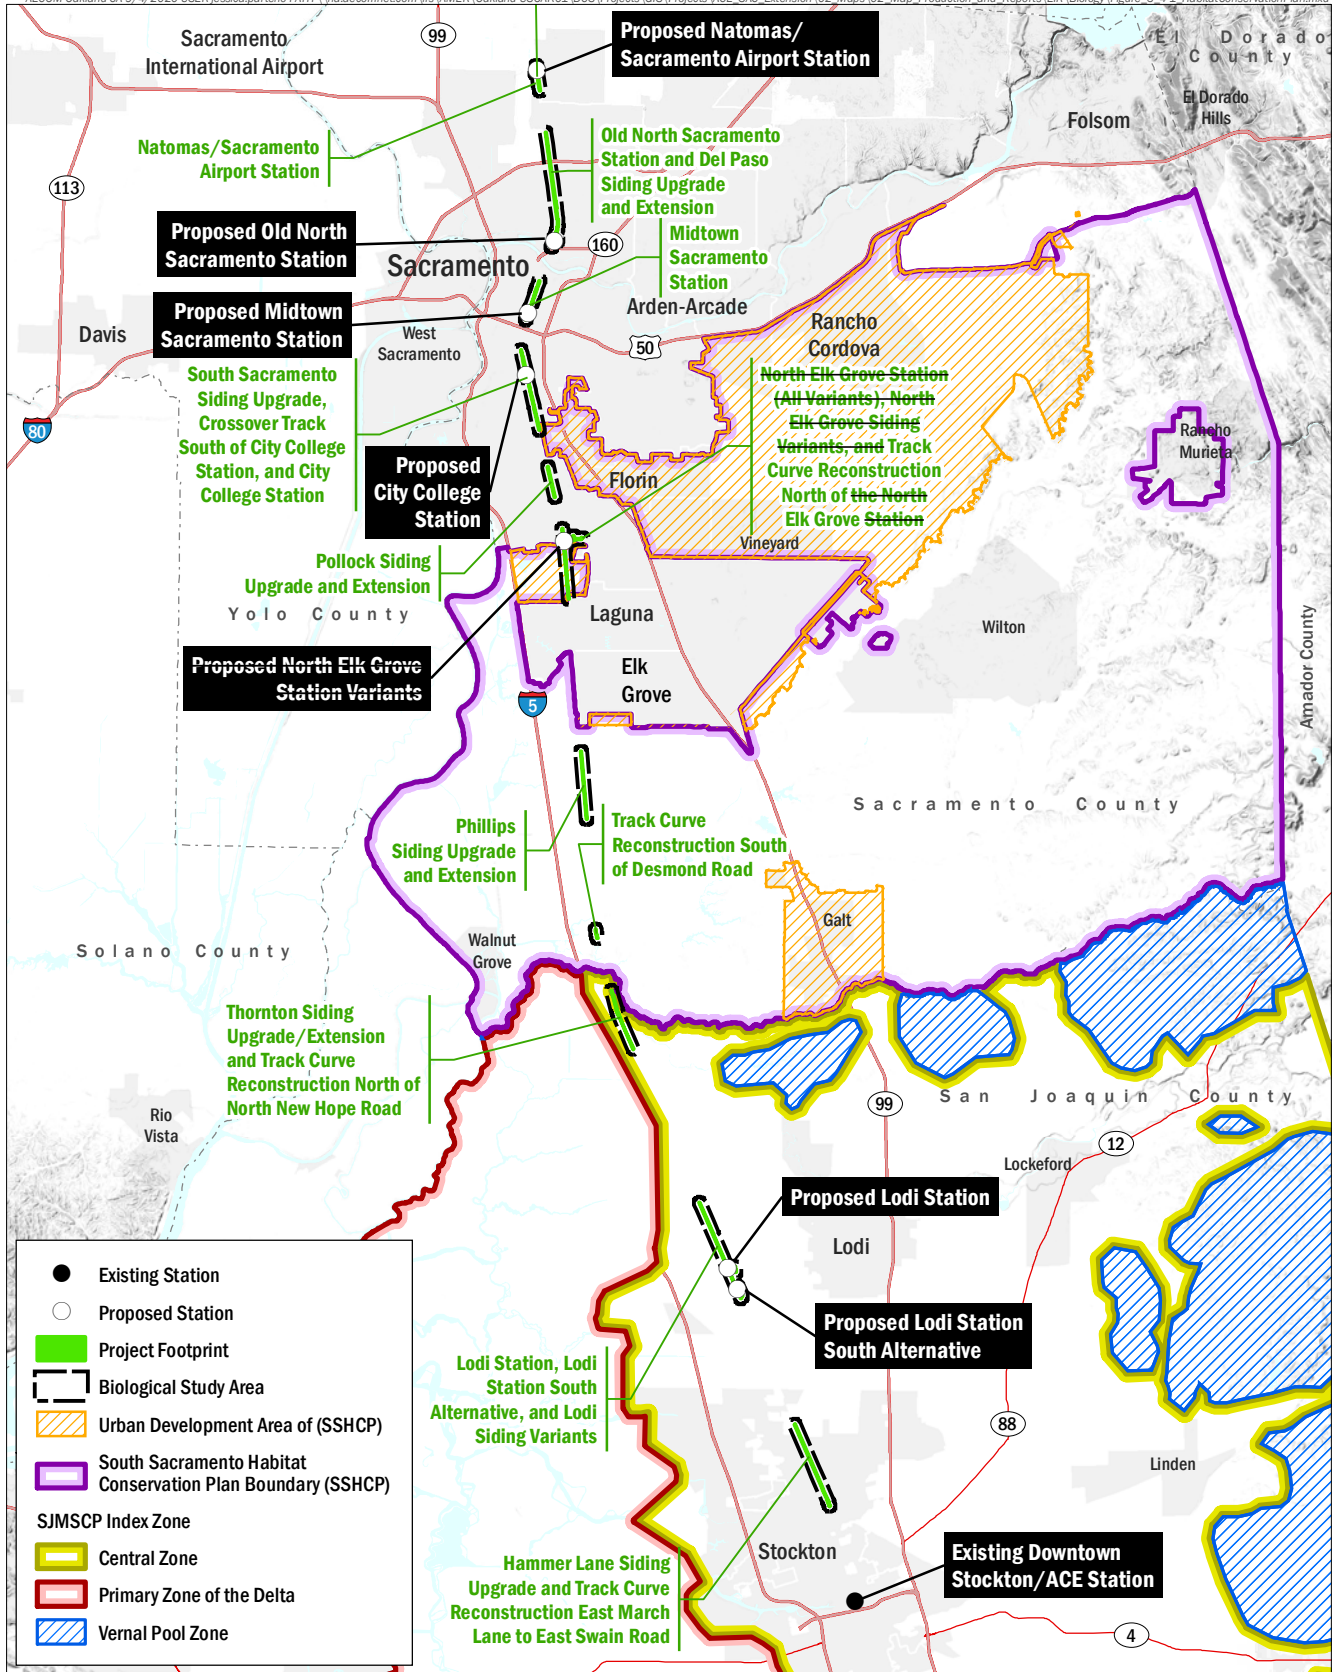 Sacramento
International Airport
99
Proposed Natomas/
Sacramento Airport Station
El Dorado
County
El Dorado
Hills
Folsom
Natomas/Sacramento
Airport Station
Old North Sacramento
Station and Del Paso
Siding Upgrade
and Extension
113
Proposed Old North
Sacramento Station
160
Midtown
Sacramento
Station
Sacramento
Arden-Arcade
Proposed Midtown
Sacramento Station
Davis
West
Sacramento
50
Rancho
Cordova
South Sacramento
Siding Upgrade,
Crossover Track
South of City College
Station, and City
College Station
North Elk Grove Station
(All Variants), North
Elk Grove Siding
Variants, and Track
Curve Reconstruction
North of the North
Elk Grove Station
80
Rancho
Murieta
Proposed
City College
Station
Florin
Vineyard
Pollock Siding
Upgrade and Extension
Yolo County
Laguna
Wilton
Amador County
Proposed North Elk Grove
Station Variants
Elk
Grove
5
Sacramento County
Phillips
Siding Upgrade
and Extension
Track Curve
Reconstruction South
of Desmond Road
Galt
Solano County
Walnut
Grove
Thornton Siding
Upgrade/Extension
and Track Curve
Reconstruction North of
North New Hope Road
99
San Joaquin County
Rio
Vista
12
Lockeford
Proposed Lodi Station
Lodi
Proposed Lodi Station
South Alternative
Lodi Station, Lodi
Station South
Alternative, and Lodi
Siding Variants
88
Linden
Stockton
Existing Downtown
Stockton/ACE Station
Hammer Lane Siding
Upgrade and Track Curve
Reconstruction East March
Lane to East Swain Road
4
Existing Station
Proposed Station
Project Footprint
Biological Study Area
Urban Development Area of (SSHCP)
South Sacramento Habitat
Conservation Plan Boundary (SSHCP)
SJMSCP Index Zone
Central Zone
Primary Zone of the Delta
Vernal Pool Zone